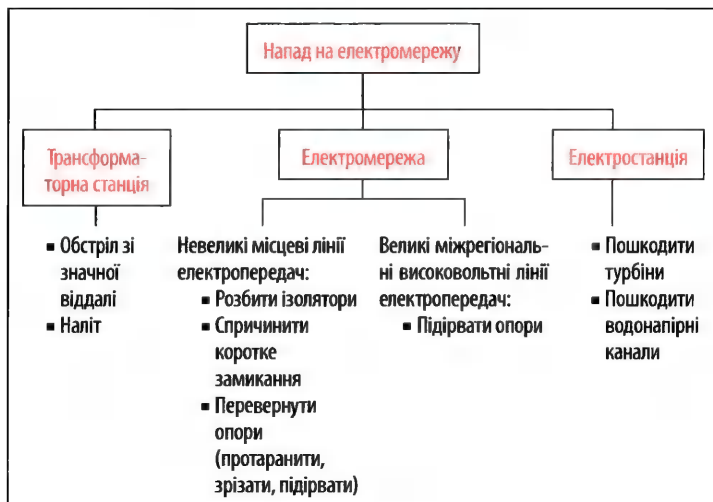 Напад на електромережу
Трансформа-
торна станція
Електромережа
Електростанція
▪ Обстріл зі
значної
віддалі
▪ Наліт
Невеликі місцеві лінії
електропередач:
▪ Розбити ізолятори
▪ Спричинити
коротке
замикання
▪ Перевернути
опори
(протаранити,
зрізати, підірвати)
Великі міжрегіональ-
ні високовольтні лінії
електропередач:
▪ Підірвати опори
▪ Пошкодити
турбіни
▪ Пошкодити
водонапірні
канали